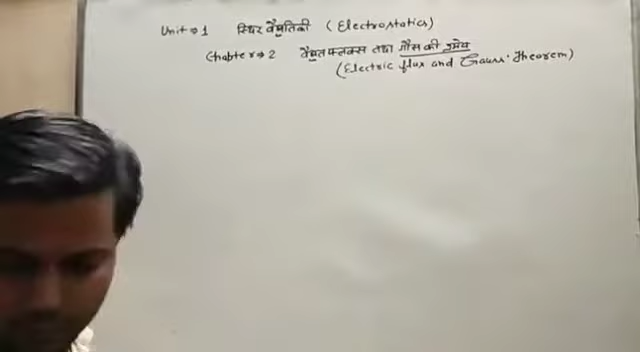 Unit ⇒ 1 स्थिर वैद्युतिकी (Electrostatics)
Chapter ⇒ 2 वैद्युत फ्लक्स तथा गौस की प्रमेय
(Electric flux and Gauss' Theorem)